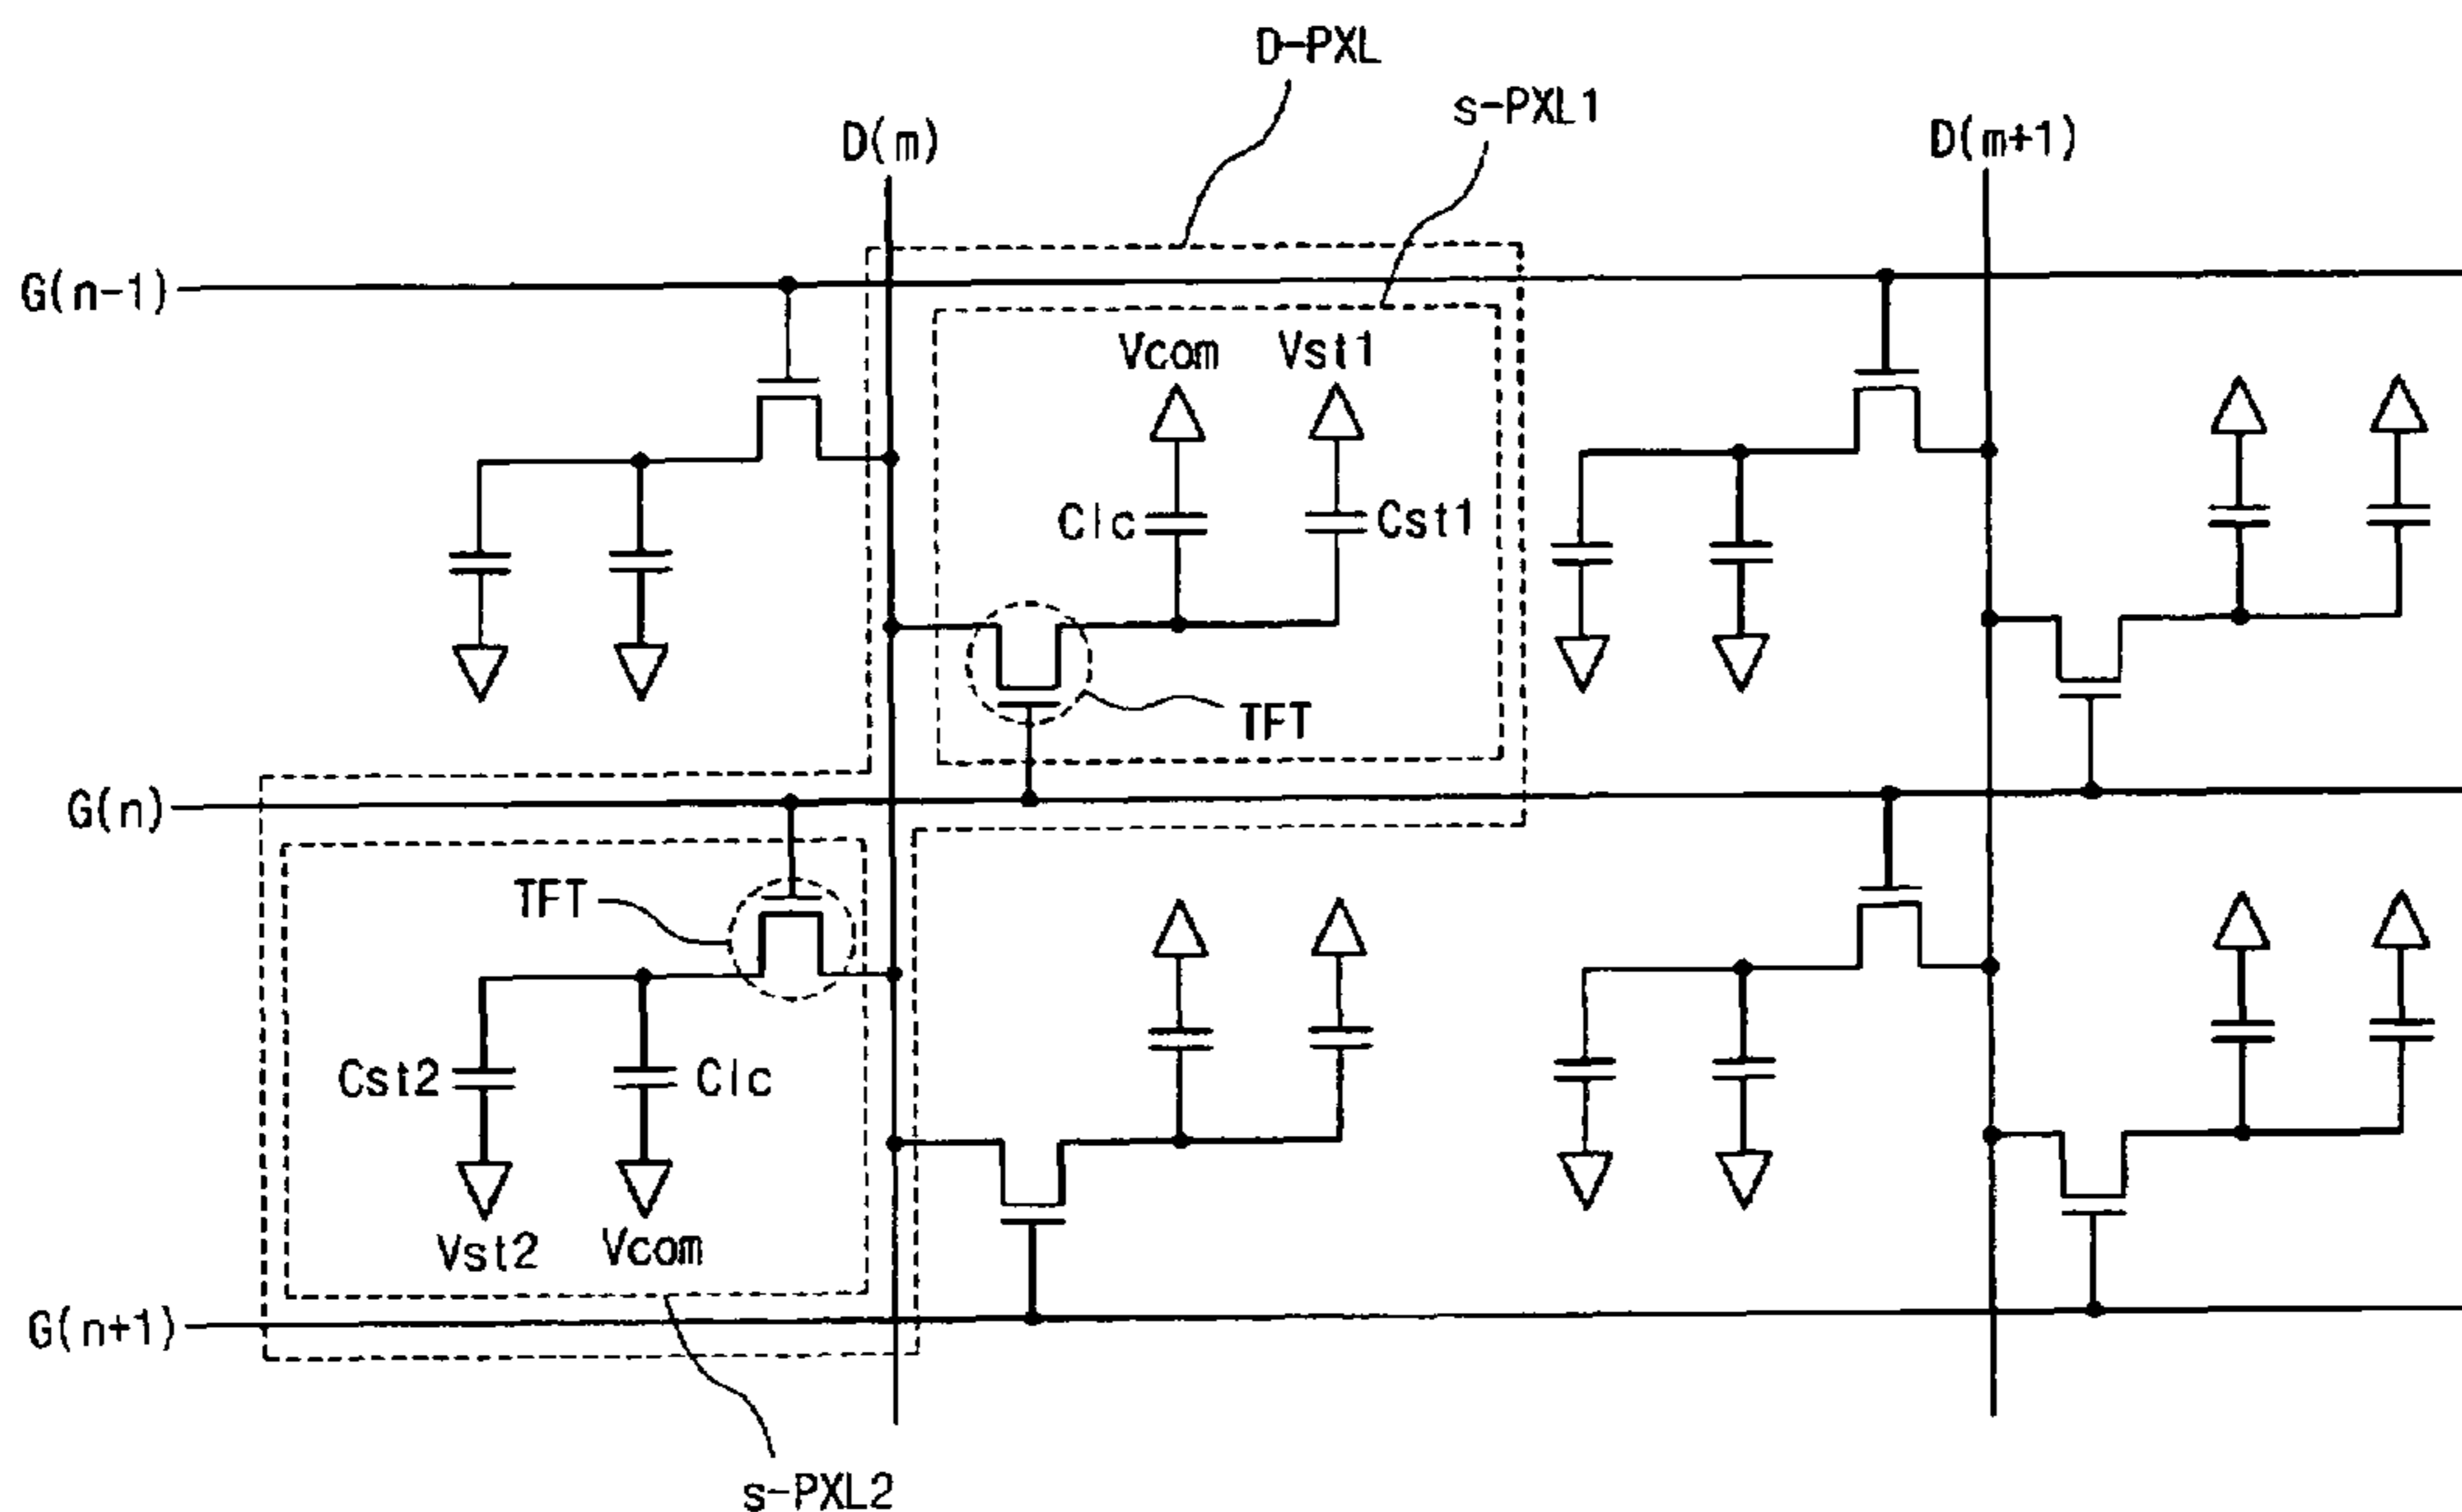 D-PXL
s-PXL1
D(m)
D(m+1)
G(n-1)
Vcom
Vst1
Clc
Cst1
TFT
G(n)
TFT
Cst2
Clc
Vst2
Vcom
G(n+1)
s-PXL2